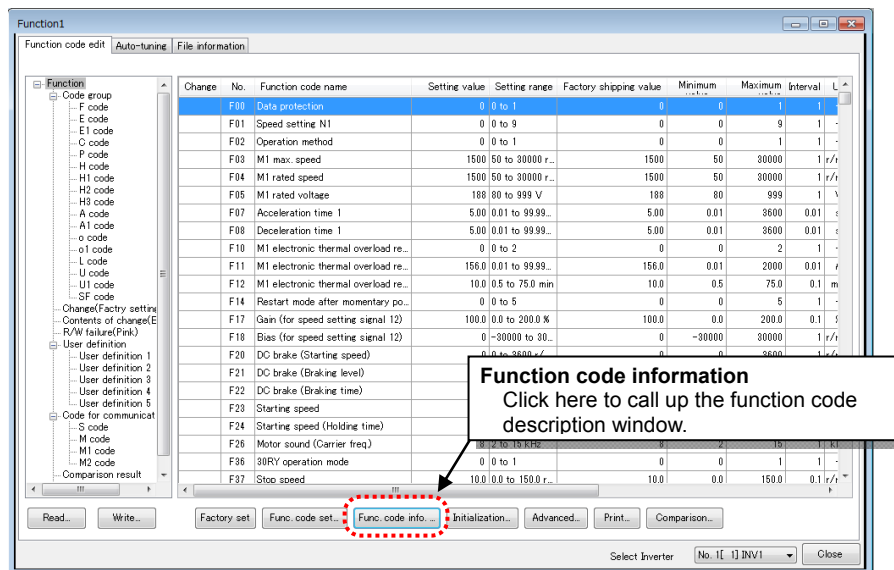 Function1
Function code edit Auto-tuning File information
Function
Code group
F code
E code
E1 code
C code
P code
H code
H1 code
H2 code
H3 code
A code
A1 code
o code
o1 code
L code
U code
U1 code
SF code
Change(Factry setting
Contents of change(E
R/W failure(Pink)
User definition
User definition 1
User definition 2
User definition 3
User definition 4
User definition 5
Code for communicat
S code
M code
M1 code
M2 code
Comparison result
Change No. Function code name Setting value Setting range Factory shipping value Minimum Maximum Interval U
F00 Data protection 0 0 to 1 0 0 1 1 -
F01 Speed setting N1 0 0 to 9 0 0 9 1 -
F02 Operation method 0 0 to 1 0 0 1 1 -
F03 M1 max. speed 1500 50 to 30000 r... 1500 50 30000 1 r/r
F04 M1 rated speed 1500 50 to 30000 r... 1500 50 30000 1 r/r
F05 M1 rated voltage 188 80 to 999 V 188 80 999 1 V
F07 Acceleration time 1 5.00 0.01 to 99.99... 5.00 0.01 3600 0.01 s
F08 Deceleration time 1 5.00 0.01 to 99.99... 5.00 0.01 3600 0.01 s
F10 M1 electronic thermal overload re... 0 0 to 2 0 0 2 1 -
F11 M1 electronic thermal overload re... 156.0 0.01 to 99.99... 156.0 0.01 2000 0.01
F12 M1 electronic thermal overload re... 10.0 0.5 to 75.0 min 10.0 0.5 75.0 0.1 m
F14 Restart mode after momentary po... 0 0 to 5 0 0 5 1 -
F17 Gain (for speed setting signal 12) 100.0 0.0 to 200.0 % 100.0 0.0 200.0 0.1
F18 Bias (for speed setting signal 12) 0 -30000 to 30... 0 -30000 30000 1 r/r
F20 DC brake (Starting speed) 0 0 to 3600 r/ 0 0 3600 1 r/r
F21 DC brake (Braking level)
F22 DC brake (Braking time)
F23 Starting speed
F24 Starting speed (Holding time)
F26 Motor sound (Carrier freq.) 8 2 to 15 kHz 8 2 15 1 kH
F36 30RY operation mode 0 0 to 1 0 0 1 1 -
F37 Stop speed 10.0 0.0 to 150.0 r... 10.0 0.0 150.0 0.1 r/r
Function code information
Click here to call up the function code
description window.
Read... Write... Factory set Func. code set... Func. code info. ... Initialization... Advanced... Print... Comparison...
Select Inverter No. 1[ 1] INV1 Close